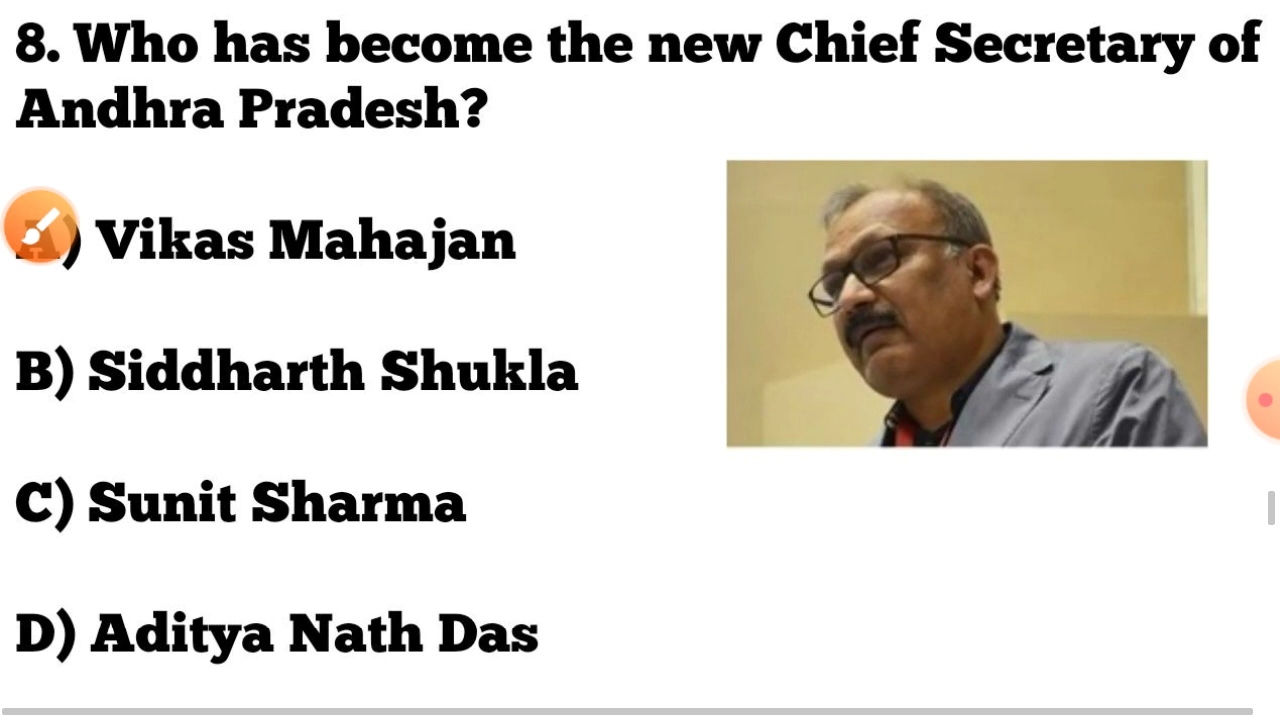 8. Who has become the new Chief Secretary of
Andhra Pradesh?
A) Vikas Mahajan
B) Siddharth Shukla
C) Sunit Sharma
D) Aditya Nath Das